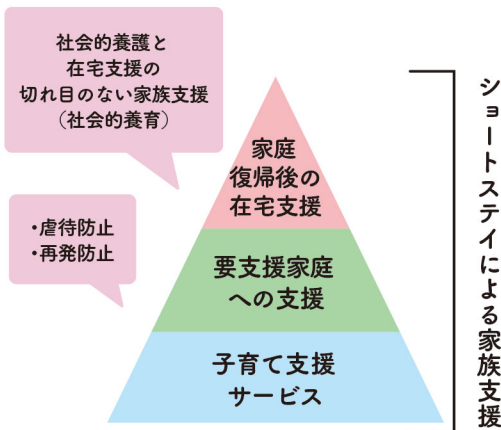 社会的養護と
在宅支援の
切れ目のない家族支援
（社会的養育）
家庭
復帰後の
在宅支援
・虐待防止
・再発防止
要支援家庭
への支援
子育て支援
サービス
ショートステイによる家族支援